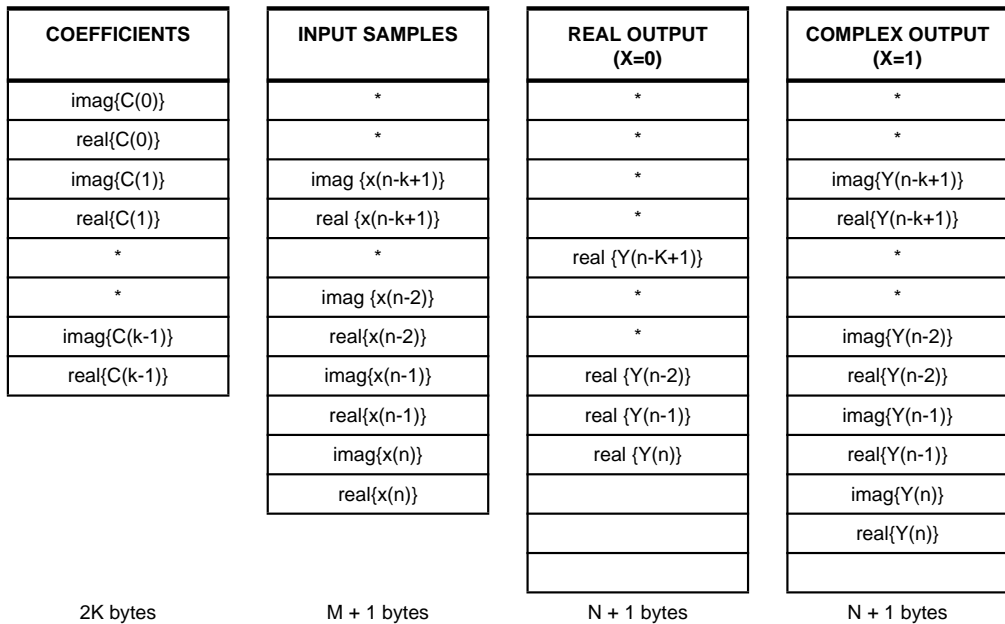 COEFFICIENTS
imag{C(0)}
real{C(0)}
imag{C(1)}
real{C(1)}
*
*
imag{C(k-1)}
real{C(k-1)}
2K bytes
INPUT SAMPLES
*
*
imag {x(n-k+1)}
real {x(n-k+1)}
*
imag {x(n-2)}
real{x(n-2)}
imag{x(n-1)}
real{x(n-1)}
imag{x(n)}
real{x(n)}
M + 1 bytes
REAL OUTPUT
(X=0)
*
*
*
*
real {Y(n-K+1)}
*
*
real {Y(n-2)}
real {Y(n-1)}
real {Y(n)}
N + 1 bytes
COMPLEX OUTPUT
(X=1)
*
*
imag{Y(n-k+1)}
real{Y(n-k+1)}
*
*
imag{Y(n-2)}
real{Y(n-2)}
imag{Y(n-1)}
real{Y(n-1)}
imag{Y(n)}
real{Y(n)}
N + 1 bytes